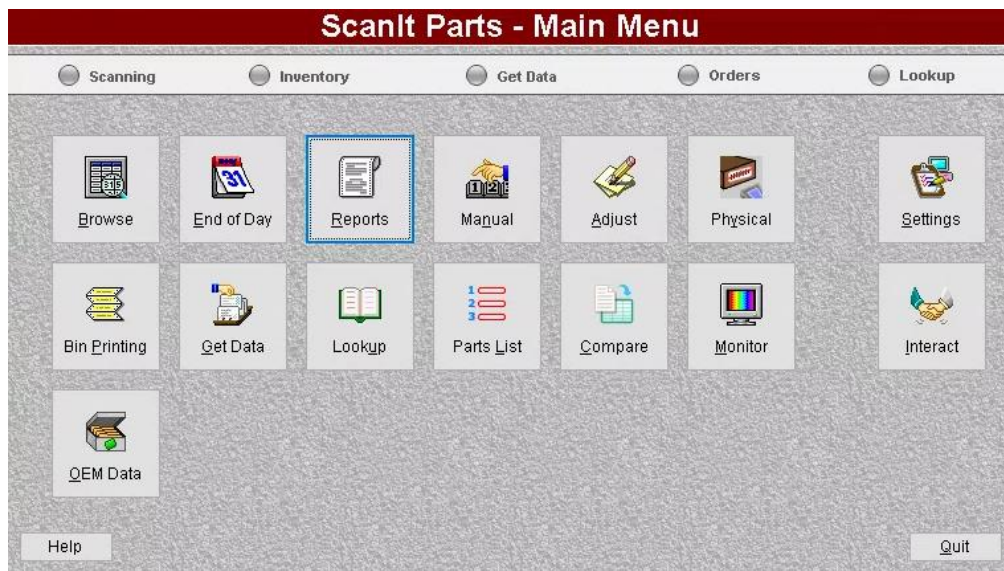 ScanIt Parts - Main Menu
Scanning Inventory Get Data Orders Lookup
Browse End of Day Reports Manual Adjust Physical Settings
Bin Printing Get Data Lookup Parts List Compare Monitor Interact
OEM Data
Help Quit